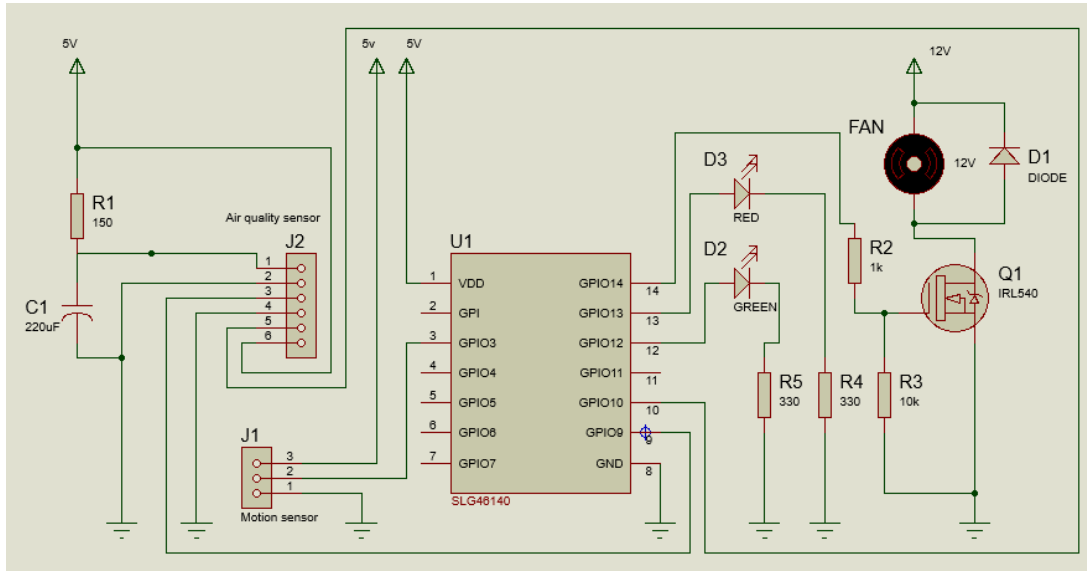 5V
5v
5V
12V
FAN
12V
D1
DIODE
D3
RED
R1
150
Air quality sensor
J2
1
2
3
4
5
6
C1
220uF
U1
1
VDD
GPIO14
14
2
GPI
GPIO13
13
3
GPIO3
GPIO12
12
4
GPIO4
GPIO11
11
5
GPIO5
GPIO10
10
6
GPIO6
GPIO9
9
7
GPIO7
GND
8
SLG46140
D2
GREEN
R2
1k
Q1
IRL540
R5
330
R4
330
R3
10k
J1
3
2
1
Motion sensor